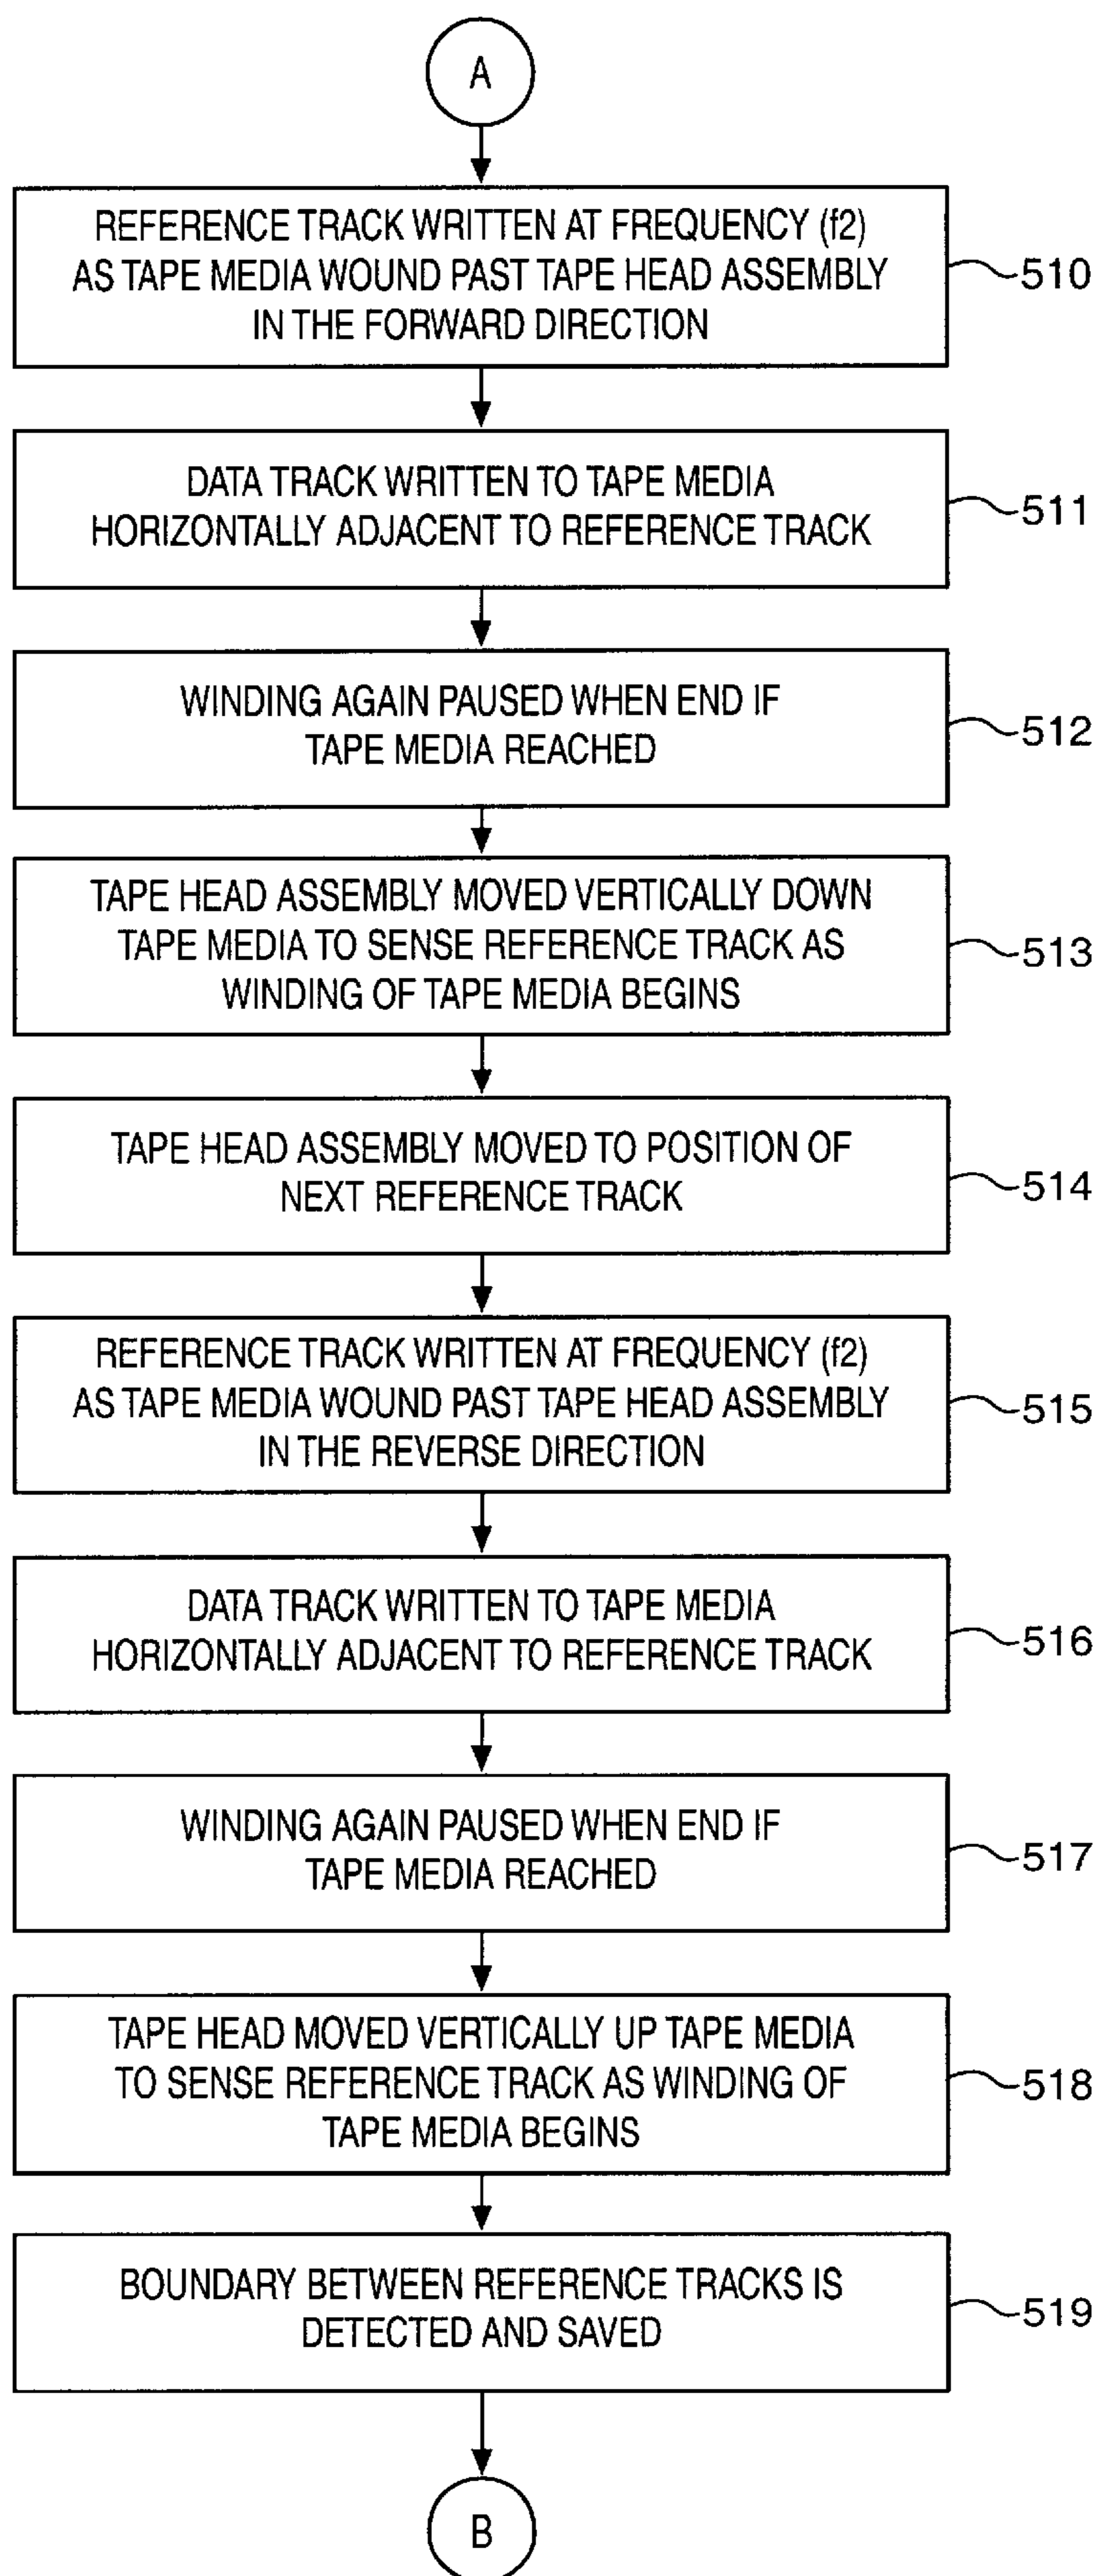 A
REFERENCE TRACK WRITTEN AT FREQUENCY (f2)
AS TAPE MEDIA WOUND PAST TAPE HEAD ASSEMBLY
IN THE FORWARD DIRECTION
510
DATA TRACK WRITTEN TO TAPE MEDIA
HORIZONTALLY ADJACENT TO REFERENCE TRACK
511
WINDING AGAIN PAUSED WHEN END IF
TAPE MEDIA REACHED
512
TAPE HEAD ASSEMBLY MOVED VERTICALLY DOWN
TAPE MEDIA TO SENSE REFERENCE TRACK AS
WINDING OF TAPE MEDIA BEGINS
513
TAPE HEAD ASSEMBLY MOVED TO POSITION OF
NEXT REFERENCE TRACK
514
REFERENCE TRACK WRITTEN AT FREQUENCY (f2)
AS TAPE MEDIA WOUND PAST TAPE HEAD ASSEMBLY
IN THE REVERSE DIRECTION
515
DATA TRACK WRITTEN TO TAPE MEDIA
HORIZONTALLY ADJACENT TO REFERENCE TRACK
516
WINDING AGAIN PAUSED WHEN END IF
TAPE MEDIA REACHED
517
TAPE HEAD MOVED VERTICALLY UP TAPE MEDIA
TO SENSE REFERENCE TRACK AS WINDING OF
TAPE MEDIA BEGINS
518
BOUNDARY BETWEEN REFERENCE TRACKS IS
DETECTED AND SAVED
519
B